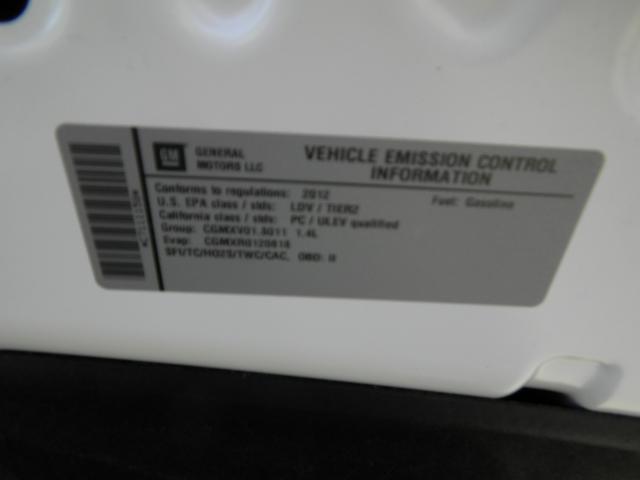 GM GENERAL MOTORS LLC
VEHICLE EMISSION CONTROL
INFORMATION
Conforms to regulations: 2012
Fuel: Gasoline
U.S. EPA class / stds: LDV / TIER2
California class / stds: PC / ULEV qualified
Group: CGMXV01.8011 1.4L
Evap: CGMXR0120818
SFI/TC/HO2S/TWC/CAC, OBD: II